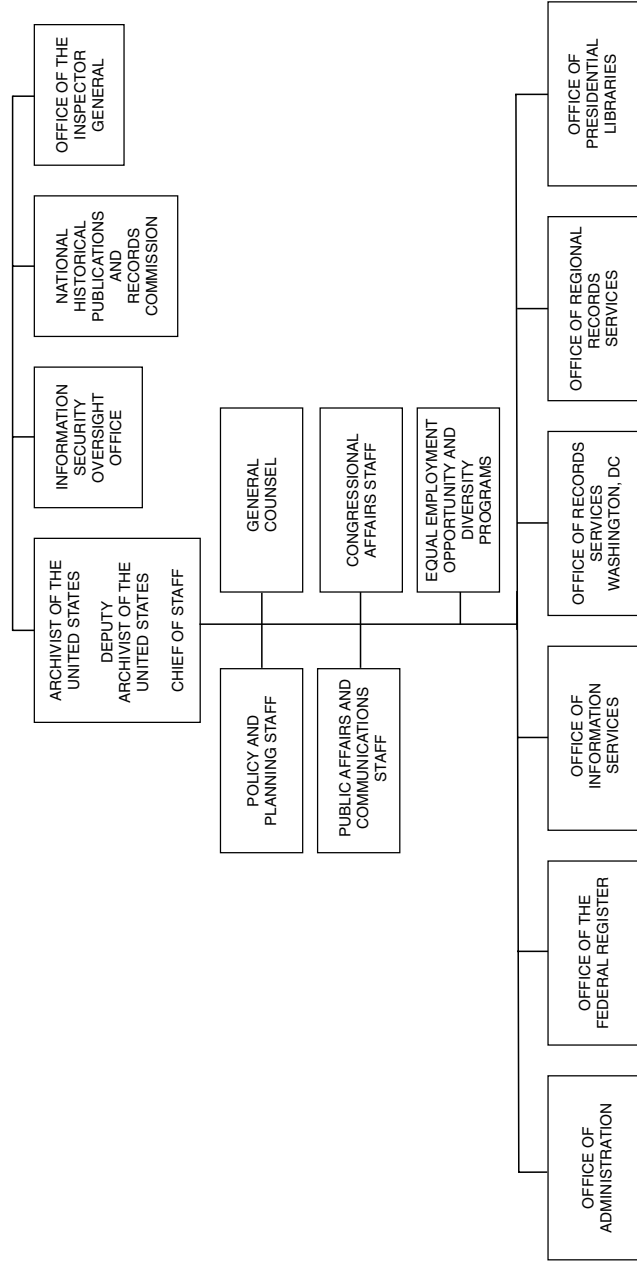 ARCHIVIST OF THE
UNITED STATES
DEPUTY
ARCHIVIST OF THE
UNITED STATES
CHIEF OF STAFF
INFORMATION
SECURITY
OVERSIGHT
OFFICE
NATIONAL
HISTORICAL
PUBLICATIONS
AND
RECORDS
COMMISSION
OFFICE OF THE
INSPECTOR
GENERAL
POLICY AND
PLANNING STAFF
GENERAL
COUNSEL
PUBLIC AFFAIRS AND
COMMUNICATIONS
STAFF
CONGRESSIONAL
AFFAIRS STAFF
EQUAL EMPLOYMENT
OPPORTUNITY AND
DIVERSITY
PROGRAMS
OFFICE OF
ADMINISTRATION
OFFICE OF THE
FEDERAL REGISTER
OFFICE OF
INFORMATION
SERVICES
OFFICE OF RECORDS
SERVICES
WASHINGTON, DC
OFFICE OF REGIONAL
RECORDS
SERVICES
OFFICE OF
PRESIDENTIAL
LIBRARIES